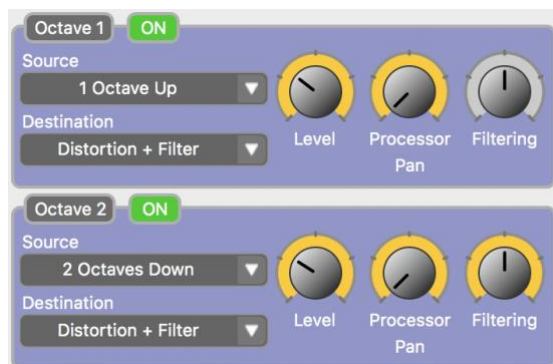 Octave 1 ON
Source
1 Octave Up
Destination
Distortion + Filter
Level Processor Filtering
Pan
Octave 2 ON
Source
2 Octaves Down
Destination
Distortion + Filter
Level Processor Filtering
Pan